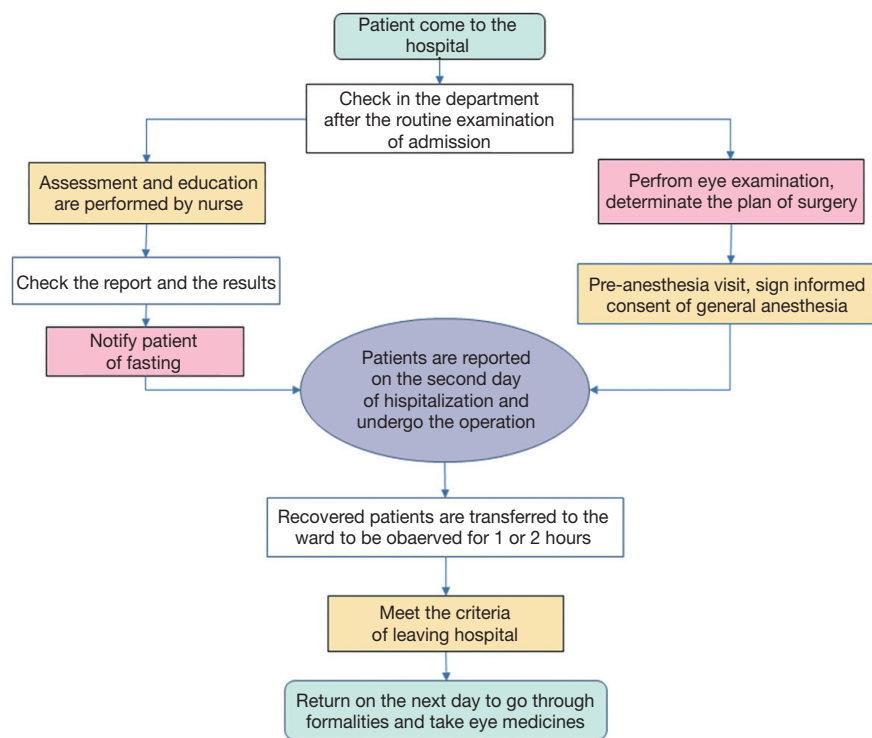 Patient come to the
hospital
Check in the department
after the routine examination
of admission
Assessment and education
are performed by nurse
Perfrom eye examination,
determinate the plan of surgery
Check the report and the results
Pre-anesthesia visit, sign informed
consent of general anesthesia
Notify patient
of fasting
Patients are reported
on the second day
of hispitalization and
undergo the operation
Recovered patients are transferred to the
ward to be obaerved for 1 or 2 hours
Meet the criteria
of leaving hospital
Return on the next day to go through
formalities and take eye medicines